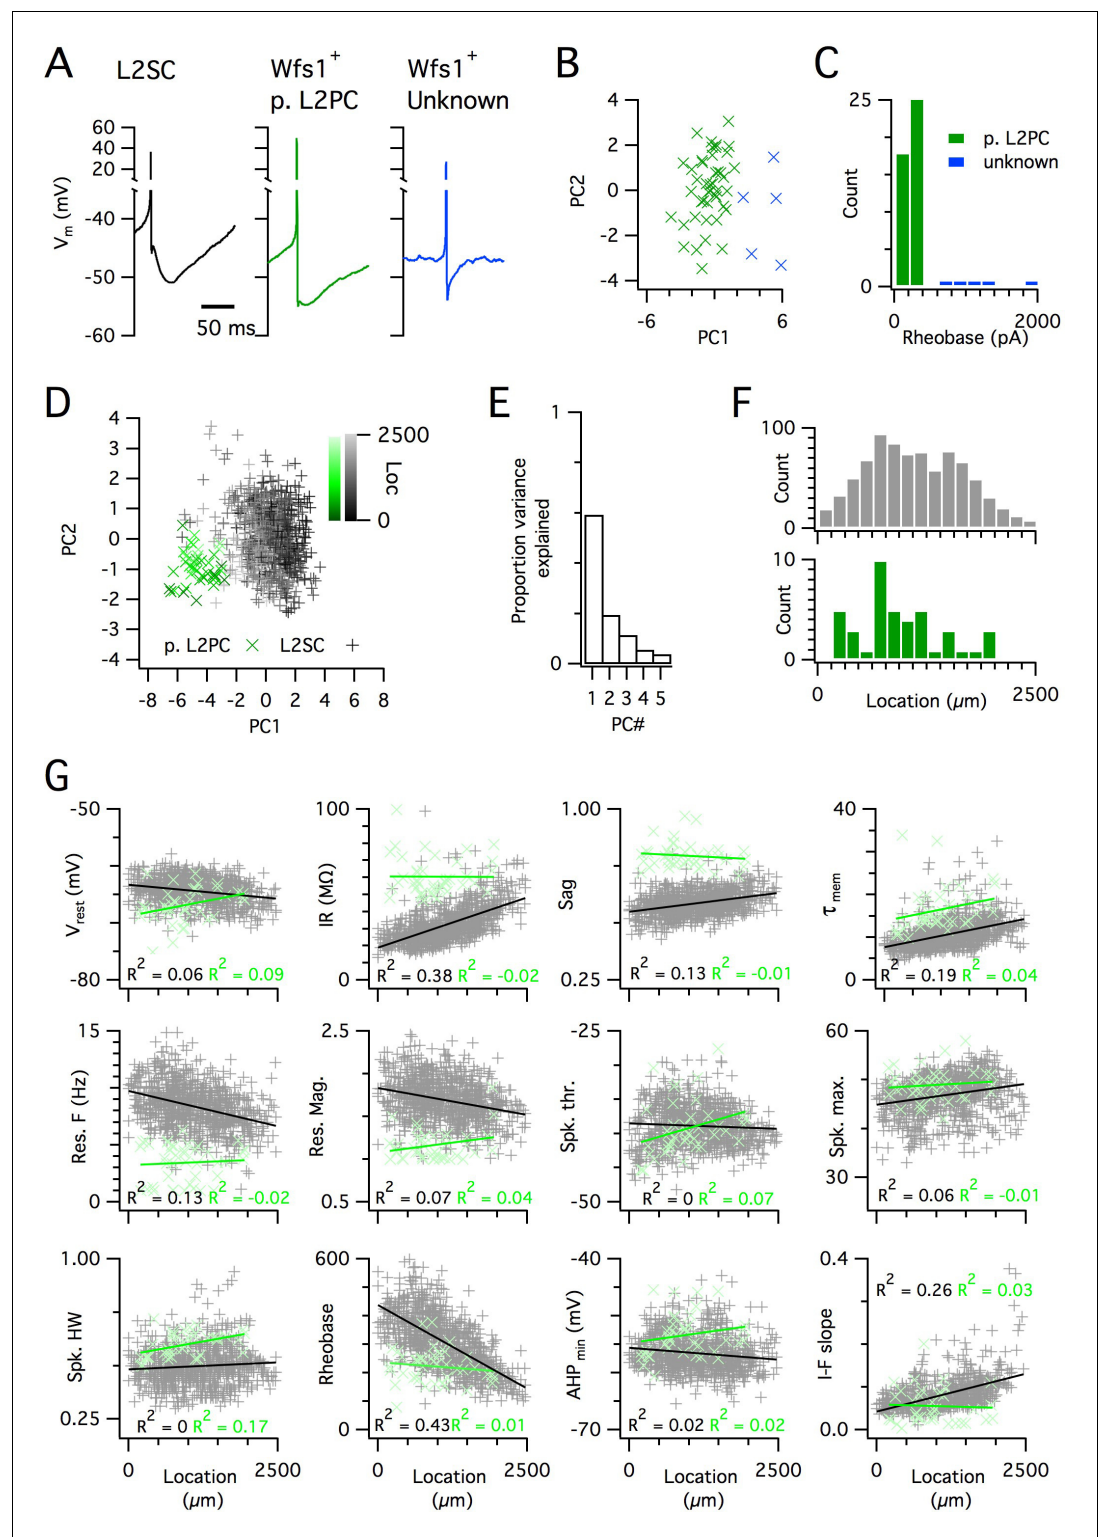 A
L2SC
Wfs1+
p. L2PC
Wfs1+
Unknown
60
40
20
-40
-50
-60
Vm (mV)
50 ms
B
4
2
0
-2
-4
PC2
-6
6
PC1
C
25
0
Count
p. L2PC
unknown
0
2000
Rheobase (pA)
D
4
3
2
1
0
-1
-2
-3
-4
PC2
2500
0
Loc
p. L2PC
L2SC
-8 -6 -4 -2 0 2 4 6 8
PC1
E
1
0
Proportion variance
explained
1 2 3 4 5
PC#
F
100
0
Count
10
0
Count
0
2500
Location (µm)
G
-50
-80
Vrest (mV)
R2 = 0.06 R2 = 0.09
100
0
IR (MΩ)
R2 = 0.38 R2 = -0.02
1.00
0.25
Sag
R2 = 0.13 R2 = -0.01
40
0
τmem
R2 = 0.19 R2 = 0.04
15
0
Res. F (Hz)
R2 = 0.13 R2 = -0.02
2.5
0.5
Res. Mag.
R2 = 0.07 R2 = 0.04
-25
-50
Spk. thr.
R2 = 0 R2 = 0.07
60
30
Spk. max.
R2 = 0.06 R2 = -0.01
1.00
0.25
Spk. HW
R2 = 0 R2 = 0.17
600
0
Rheobase
R2 = 0.43 R2 = 0.01
-40
-70
AHPmin (mV)
R2 = 0.02 R2 = 0.02
0.4
0.0
I-F slope
R2 = 0.26 R2 = 0.03
0 Location 2500
(µm)
0 Location 2500
(µm)
0 Location 2500
(µm)
0 Location 2500
(µm)